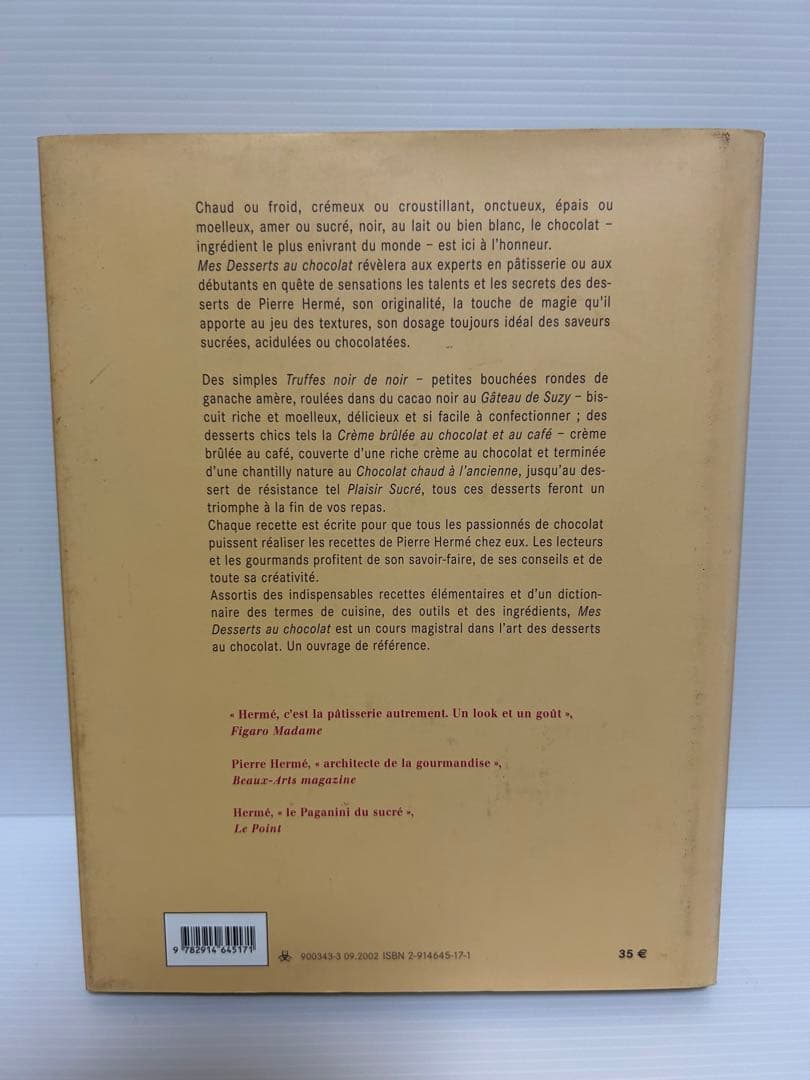 Chaud ou froid, crémeux ou croustillant, onctueux, épais ou
moelleux, amer ou sucré, noir, au lait ou bien blanc, le chocolat –
ingrédient le plus enivrant du monde – est ici à l'honneur.
Mes Desserts au chocolat révèlera aux experts en pâtisserie ou aux
débutants en quête de sensations les talents et les secrets des des-
serts de Pierre Hermé, son originalité, la touche de magie qu'il
apporte au jeu des textures, son dosage toujours idéal des saveurs
sucrées, acidulées ou chocolatées.
Des simples Truffes noir de noir – petites bouchées rondes de
ganache amère, roulées dans du cacao noir au Gâteau de Suzy – bis-
cuit riche et moelleux, délicieux et si facile à confectionner ; des
desserts chics tels la Crème brûlée au chocolat et au café – crème
brûlée au café, couverte d'une riche crème au chocolat et terminée
d'une chantilly nature au Chocolat chaud à l'ancienne, jusqu'au des-
sert de résistance tel Plaisir Sucré, tous ces desserts feront un
triomphe à la fin de vos repas.
Chaque recette est écrite pour que tous les passionnés de chocolat
puissent réaliser les recettes de Pierre Hermé chez eux. Les lecteurs
et les gourmands profitent de son savoir-faire, de ses conseils et de
toute sa créativité.
Assortis des indispensables recettes élémentaires et d'un diction-
naire des termes de cuisine, des outils et des ingrédients, Mes
Desserts au chocolat est un cours magistral dans l'art des desserts
au chocolat. Un ouvrage de référence.
« Hermé, c'est la pâtisserie autrement. Un look et un goût »,
Figaro Madame
Pierre Hermé, « architecte de la gourmandise »,
Beaux-Arts magazine
Hermé, « le Paganini du sucré »,
Le Point
9 782914 645171
900343-3 09.2002 ISBN 2-914645-17-1
35 €